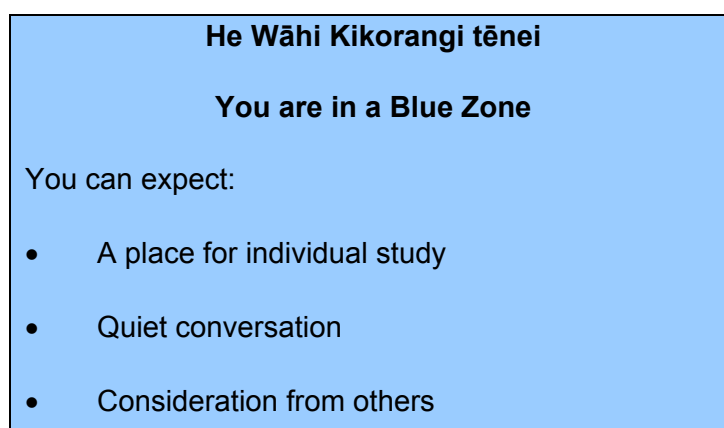 He Wāhi Kikorangi tēnei
You are in a Blue Zone
You can expect:
• A place for individual study
• Quiet conversation
• Consideration from others